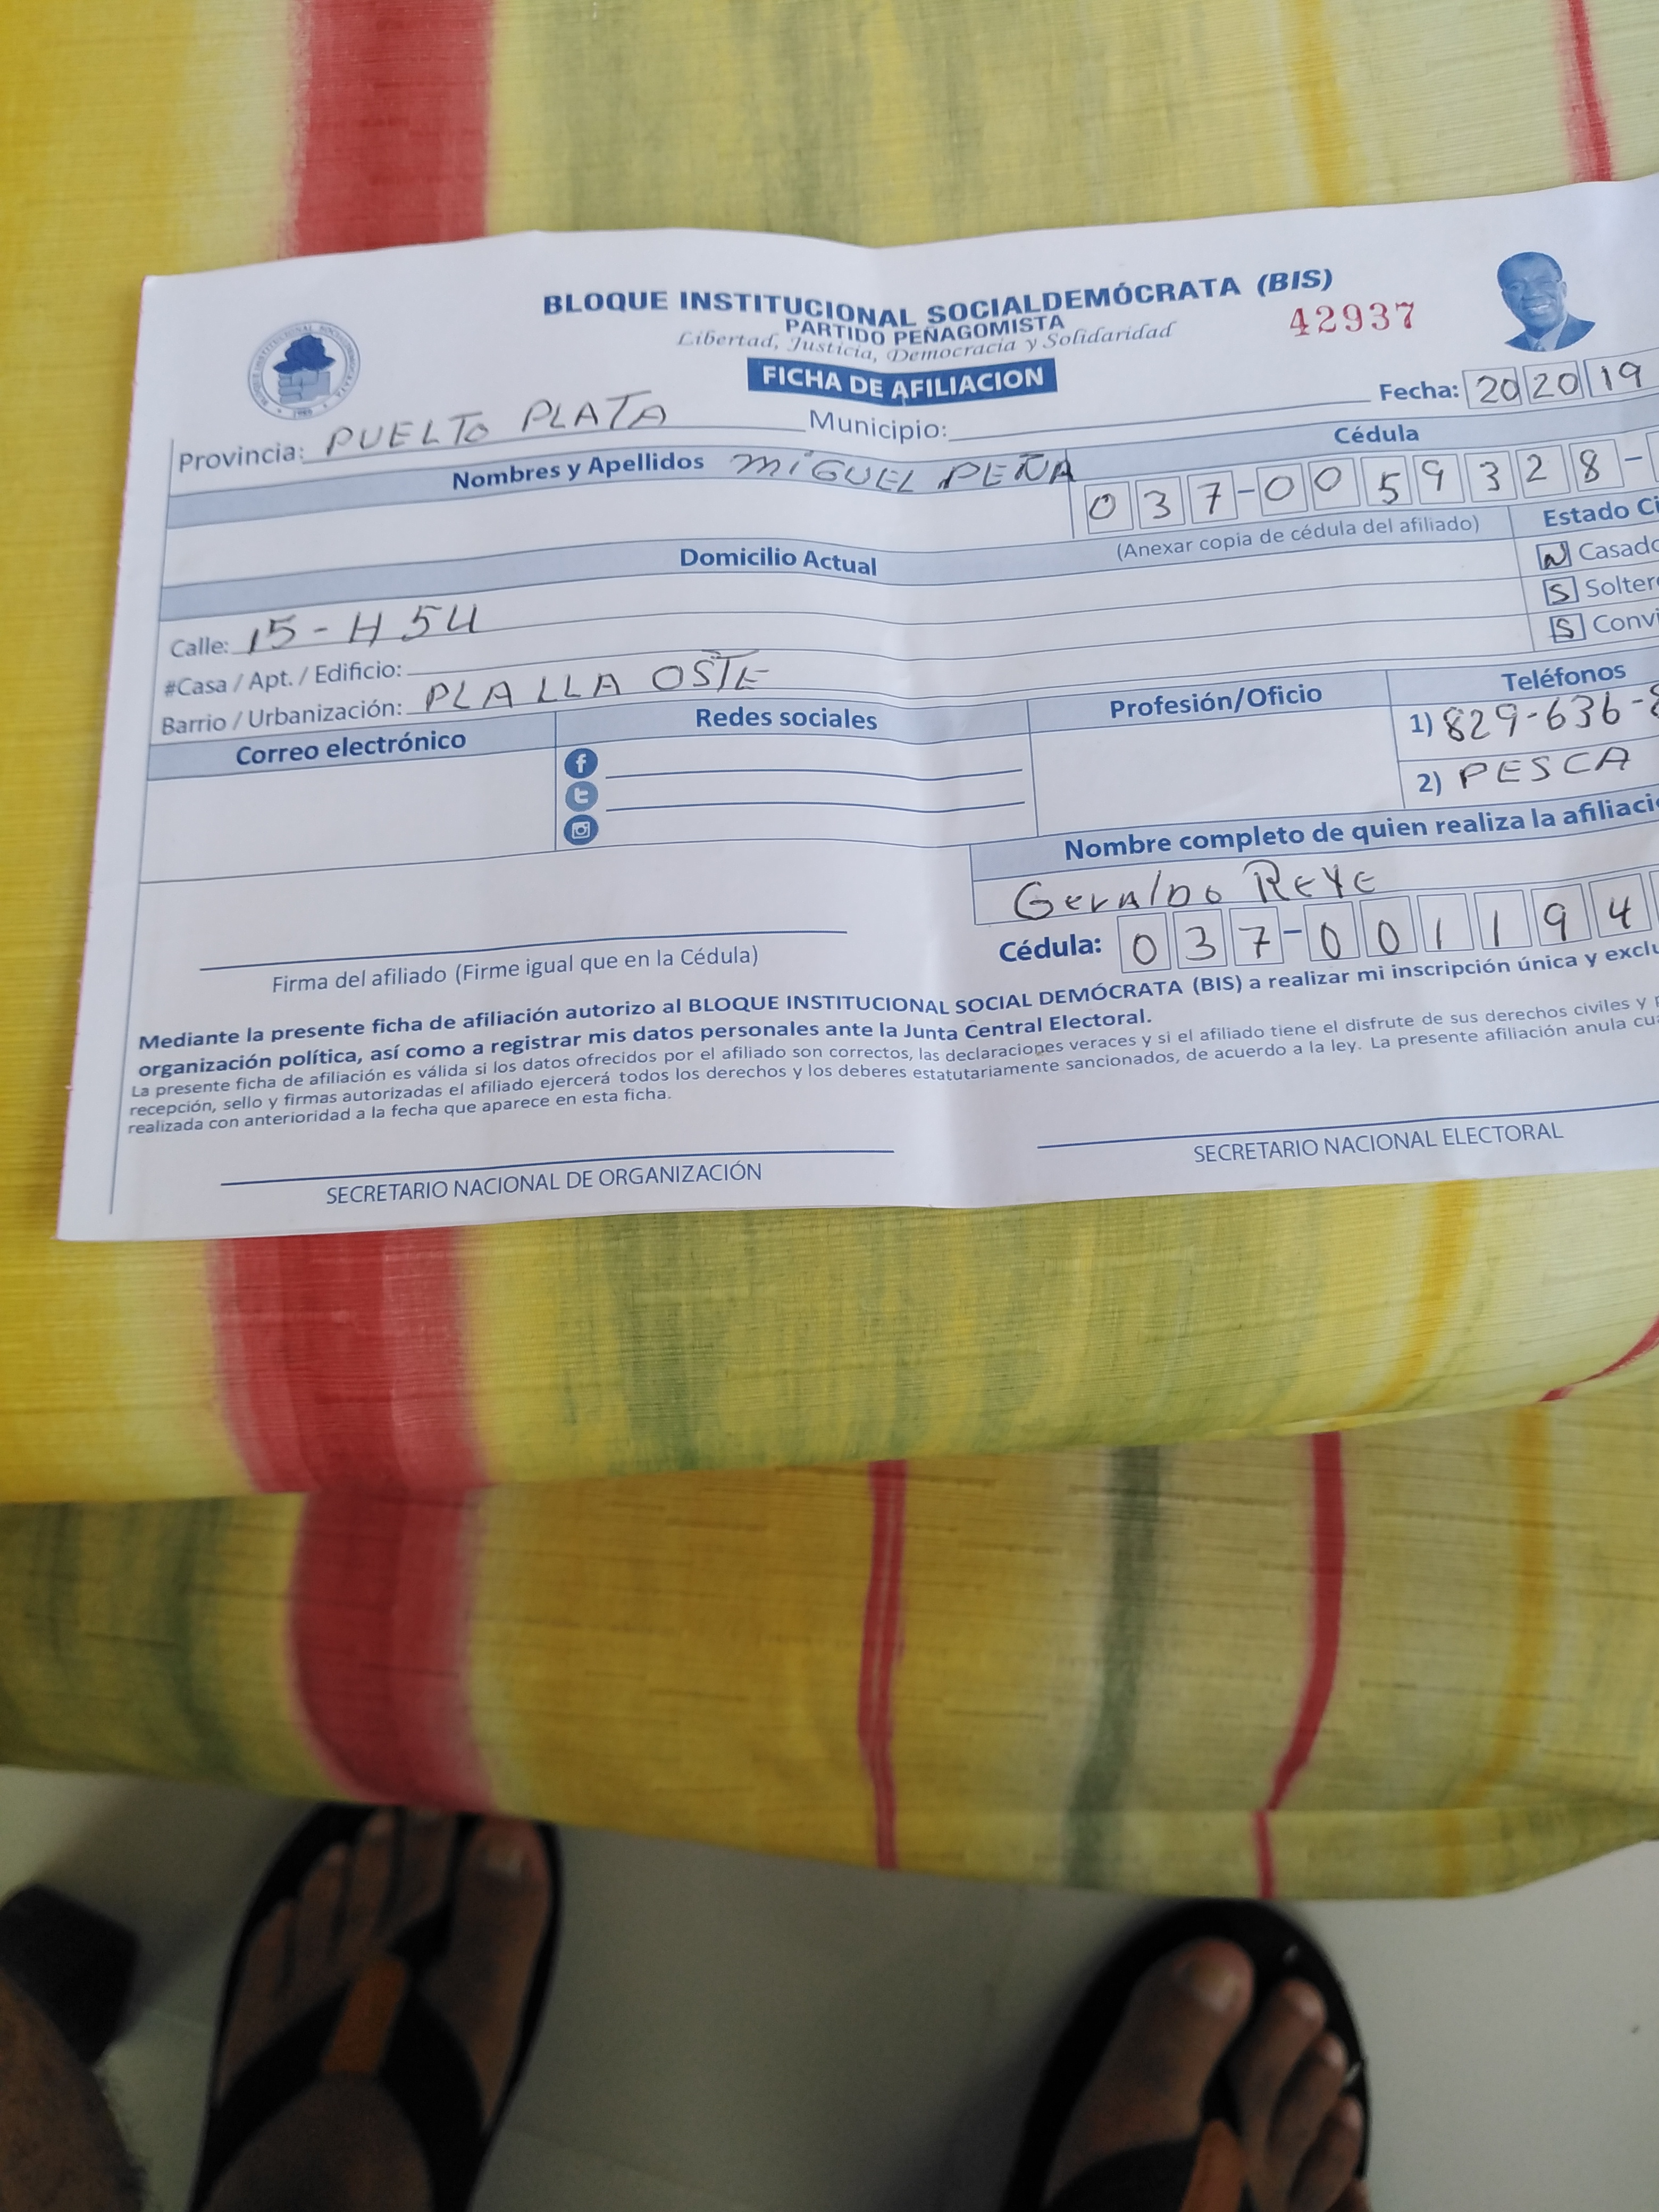 BLOQUE INSTITUCIONAL SOCIALDEMÓCRATA (BIS)
PARTIDO PEÑAGOMISTA
Libertad, Justicia, Democracia y Solidaridad
42937
FICHA DE AFILIACION
Fecha: 20 20 19
Provincia: PUELTO PLATA Municipio:
Nombres y Apellidos MIGUEL PEÑA
Cédula
037-0059328-
(Anexar copia de cédula del afiliado)
Estado Ci
Domicilio Actual
N Casado
S Solter
S Convi
Calle: 15-H 54
#Casa / Apt. / Edificio:
Barrio / Urbanización: PLALLA OSTE
Correo electrónico
Redes sociales
Profesión/Oficio
Teléfonos
1) 829-636-8
2) PESCA
Nombre completo de quien realiza la afiliaci
Geraldo Reye
Cédula: 037-001194
Firma del afiliado (Firme igual que en la Cédula)
Mediante la presente ficha de afiliación autorizo al BLOQUE INSTITUCIONAL SOCIAL DEMÓCRATA (BIS) a realizar mi inscripción única y exclu
organización política, así como a registrar mis datos personales ante la Junta Central Electoral.
La presente ficha de afiliación es válida si los datos ofrecidos por el afiliado son correctos, las declaraciones veraces y si el afiliado tiene el disfrute de sus derechos civiles y p
recepción, sello y firmas autorizadas el afiliado ejercerá todos los derechos y los deberes estatutariamente sancionados, de acuerdo a la ley. La presente afiliación anula cua
realizada con anterioridad a la fecha que aparece en esta ficha.
SECRETARIO NACIONAL DE ORGANIZACIÓN
SECRETARIO NACIONAL ELECTORAL